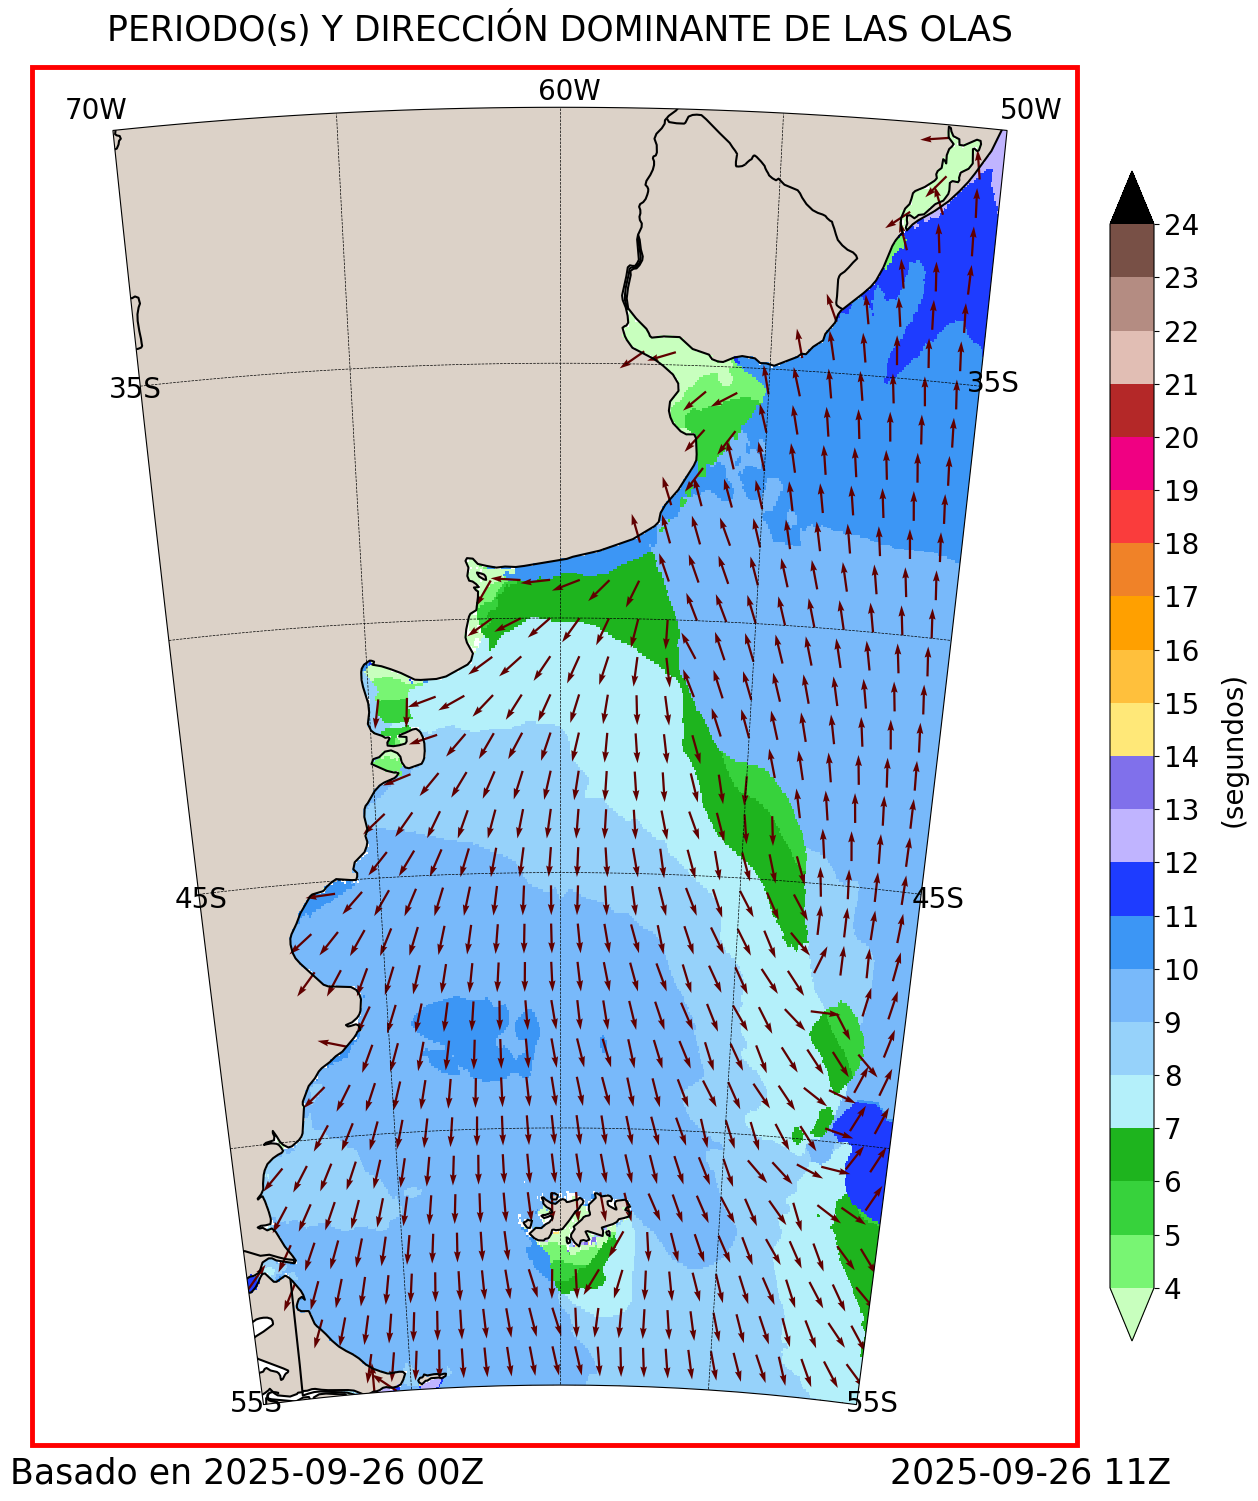 PERIODO(s) Y DIRECCIÓN DOMINANTE DE LAS OLAS
70W
60W
50W
35S
35S
45S
45S
55S
55S
24
23
22
21
20
19
18
17
16
15
14
13
12
11
10
9
8
7
6
5
4
(segundos)
Basado en 2025-09-26 00Z
2025-09-26 11Z